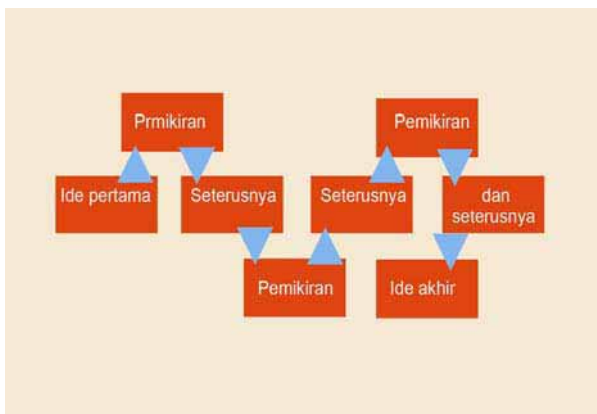 Prmikiran
Pemikiran
Ide pertama
Seterusnya
Seterusnya
dan
seterusnya
Pemikiran
Ide akhir